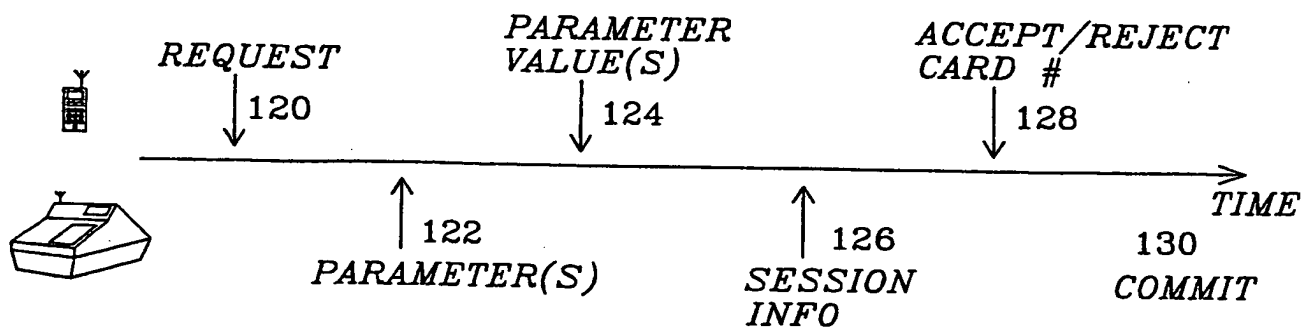 REQUEST
120
PARAMETER
VALUE(S)
124
ACCEPT/REJECT
CARD #
128
TIME
122
PARAMETER(S)
126
SESSION
INFO
130
COMMIT